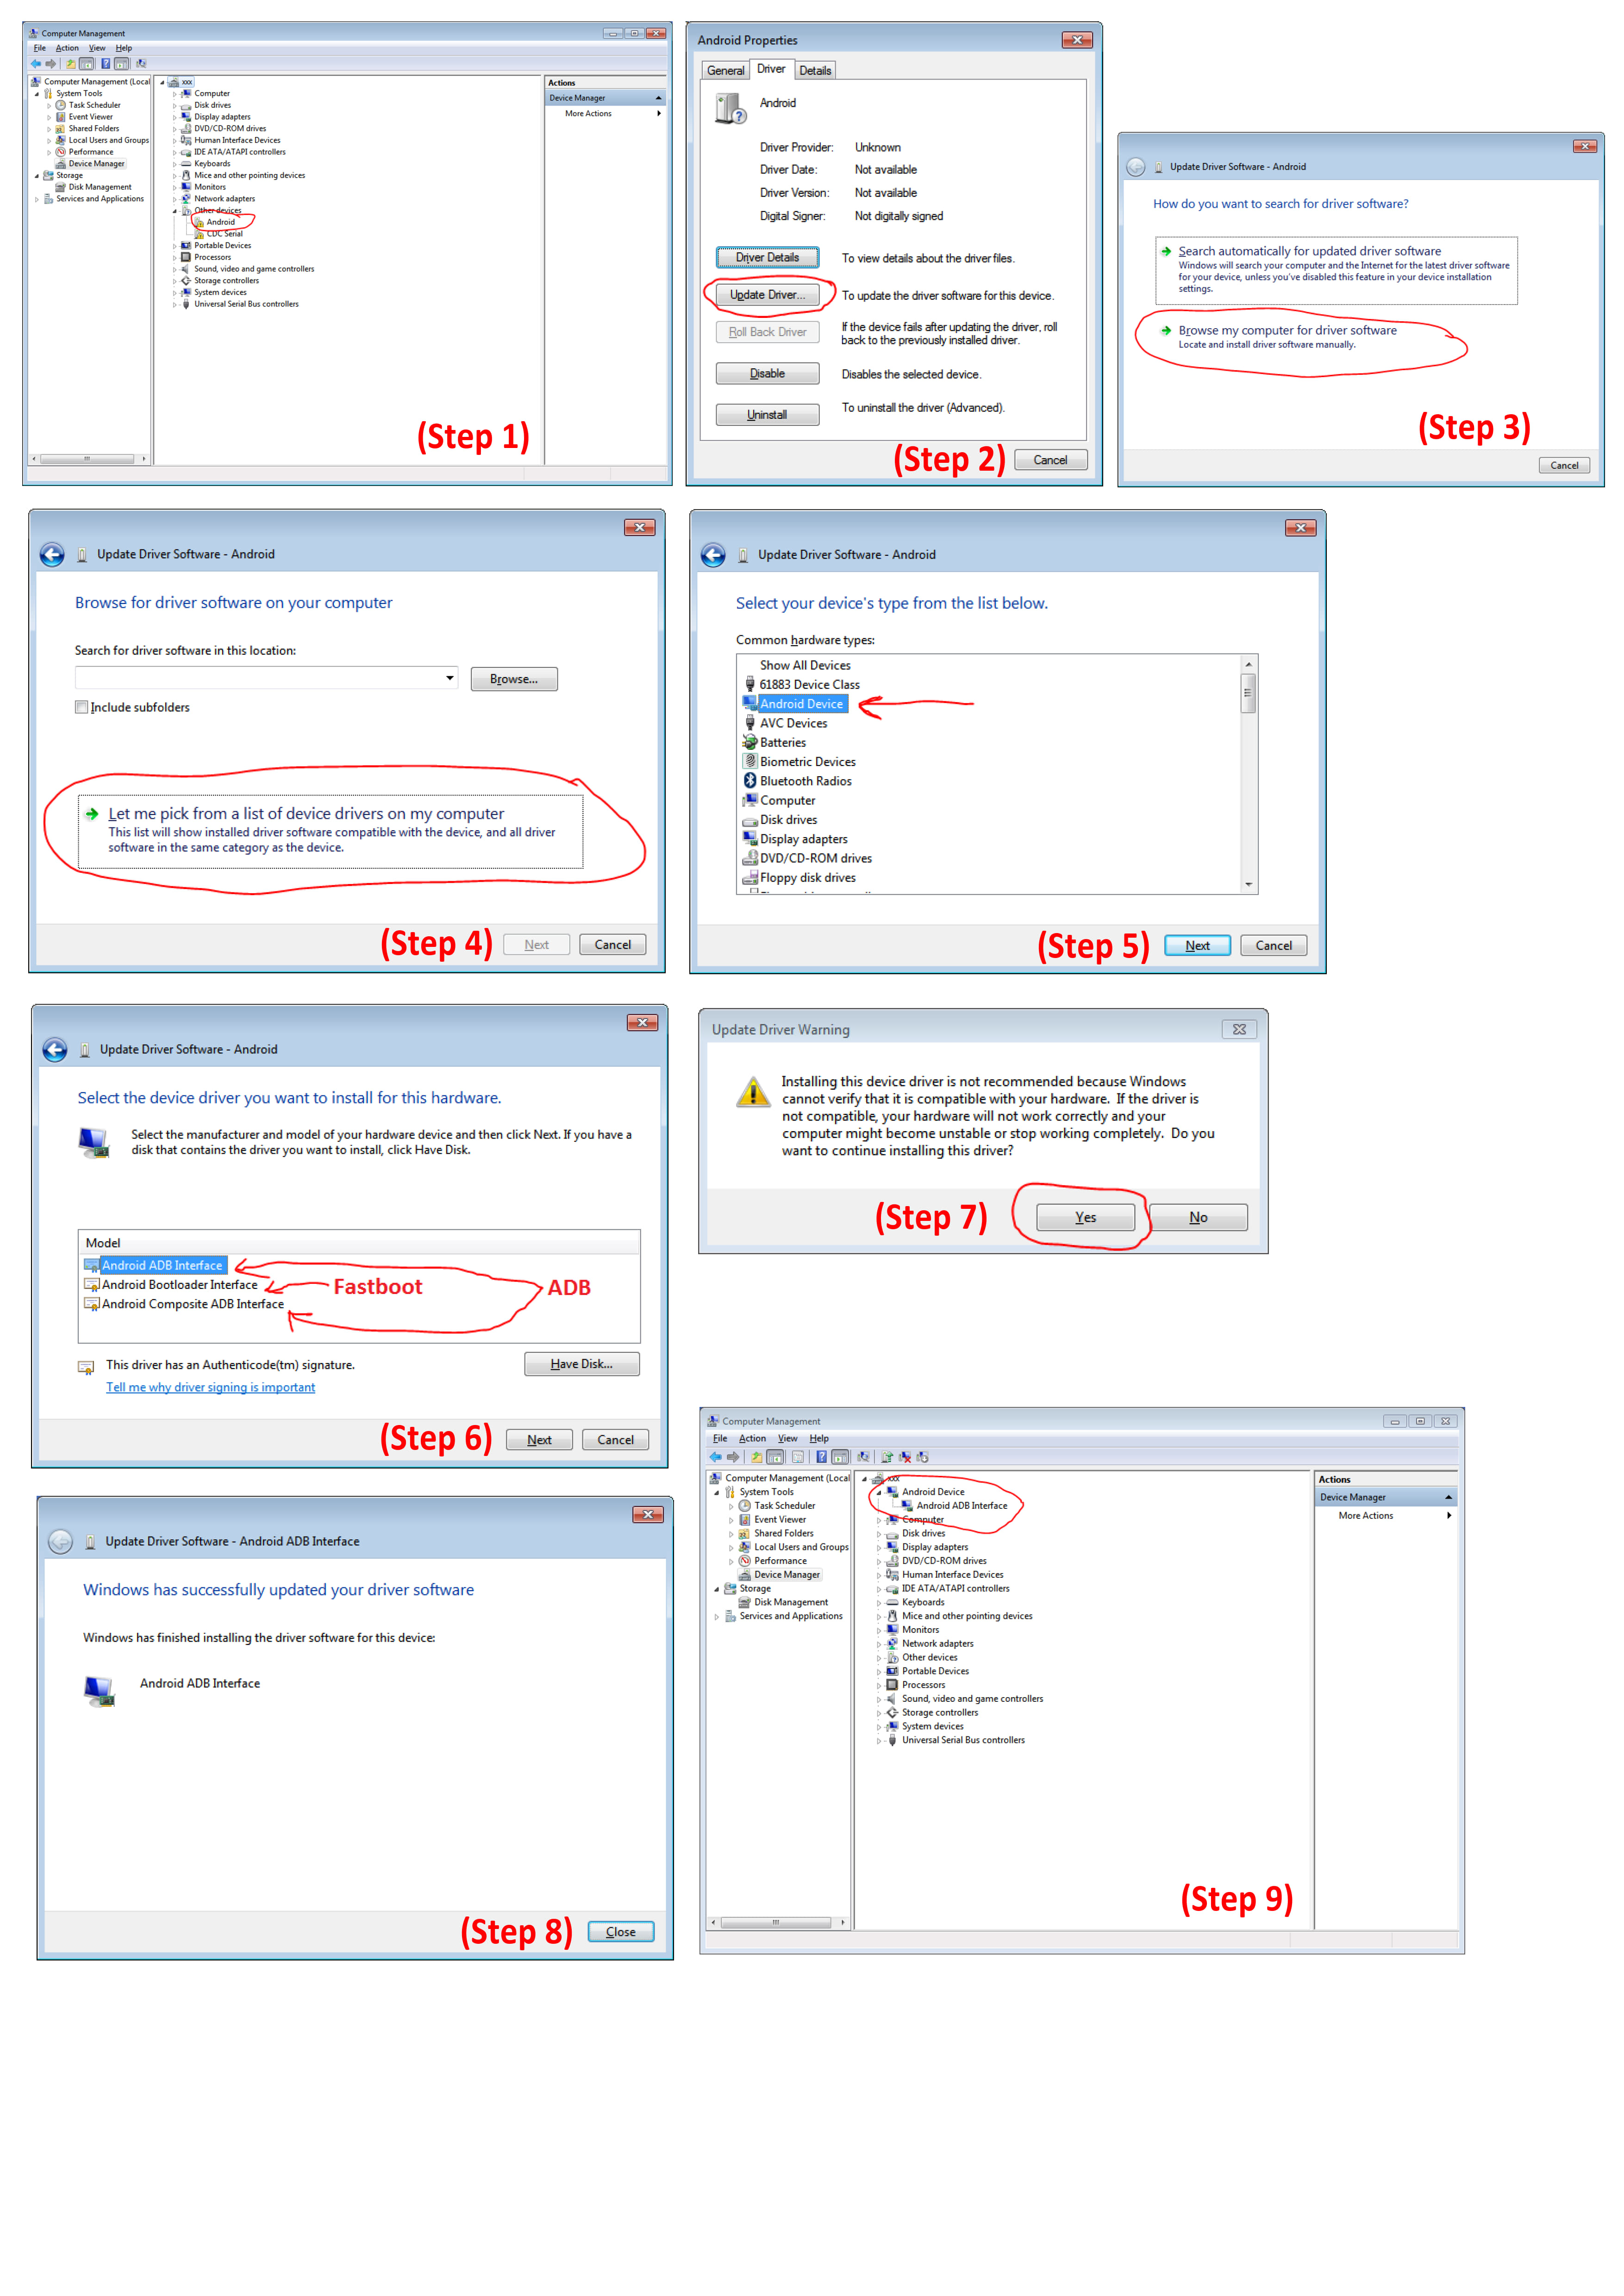 Computer Management
File Action View Help
Computer Management (Local
System Tools
Task Scheduler
Event Viewer
Shared Folders
Local Users and Groups
Performance
Device Manager
Storage
Disk Management
Services and Applications
xxx
Computer
Disk drives
Display adapters
DVD/CD-ROM drives
Human Interface Devices
IDE ATA/ATAPI controllers
Keyboards
Mice and other pointing devices
Monitors
Network adapters
Other devices
Android
CDC Serial
Portable Devices
Processors
Sound, video and game controllers
Storage controllers
System devices
Universal Serial Bus controllers
Actions
Device Manager
More Actions
(Step 1)
Android Properties
General Driver Details
Android
Driver Provider: Unknown
Driver Date: Not available
Driver Version: Not available
Digital Signer: Not digitally signed
Driver Details To view details about the driver files.
Update Driver... To update the driver software for this device.
Roll Back Driver If the device fails after updating the driver, roll
back to the previously installed driver.
Disable Disables the selected device.
Uninstall To uninstall the driver (Advanced).
(Step 2) Cancel
Update Driver Software - Android
How do you want to search for driver software?
Search automatically for updated driver software
Windows will search your computer and the Internet for the latest driver software
for your device, unless you've disabled this feature in your device installation
settings.
Browse my computer for driver software
Locate and install driver software manually.
(Step 3)
Cancel
Update Driver Software - Android
Browse for driver software on your computer
Search for driver software in this location:
Browse...
Include subfolders
Let me pick from a list of device drivers on my computer
This list will show installed driver software compatible with the device, and all driver
software in the same category as the device.
(Step 4) Next Cancel
Update Driver Software - Android
Select your device's type from the list below.
Common hardware types:
Show All Devices
61883 Device Class
Android Device
AVC Devices
Batteries
Biometric Devices
Bluetooth Radios
Computer
Disk drives
Display adapters
DVD/CD-ROM drives
Floppy disk drives
(Step 5) Next Cancel
Update Driver Software - Android
Select the device driver you want to install for this hardware.
Select the manufacturer and model of your hardware device and then click Next. If you have a
disk that contains the driver you want to install, click Have Disk.
Model
Android ADB Interface
Android Bootloader Interface Fastboot ADB
Android Composite ADB Interface
This driver has an Authenticode(tm) signature. Have Disk...
Tell me why driver signing is important
(Step 6) Next Cancel
Update Driver Warning
Installing this device driver is not recommended because Windows
cannot verify that it is compatible with your hardware. If the driver is
not compatible, your hardware will not work correctly and your
computer might become unstable or stop working completely. Do you
want to continue installing this driver?
(Step 7) Yes No
Update Driver Software - Android ADB Interface
Windows has successfully updated your driver software
Windows has finished installing the driver software for this device:
Android ADB Interface
(Step 8) Close
Computer Management
File Action View Help
Computer Management (Local
System Tools
Task Scheduler
Event Viewer
Shared Folders
Local Users and Groups
Performance
Device Manager
Storage
Disk Management
Services and Applications
xxx
Android Device
Android ADB Interface
Computer
Disk drives
Display adapters
DVD/CD-ROM drives
Human Interface Devices
IDE ATA/ATAPI controllers
Keyboards
Mice and other pointing devices
Monitors
Network adapters
Other devices
Portable Devices
Processors
Sound, video and game controllers
Storage controllers
System devices
Universal Serial Bus controllers
Actions
Device Manager
More Actions
(Step 9)